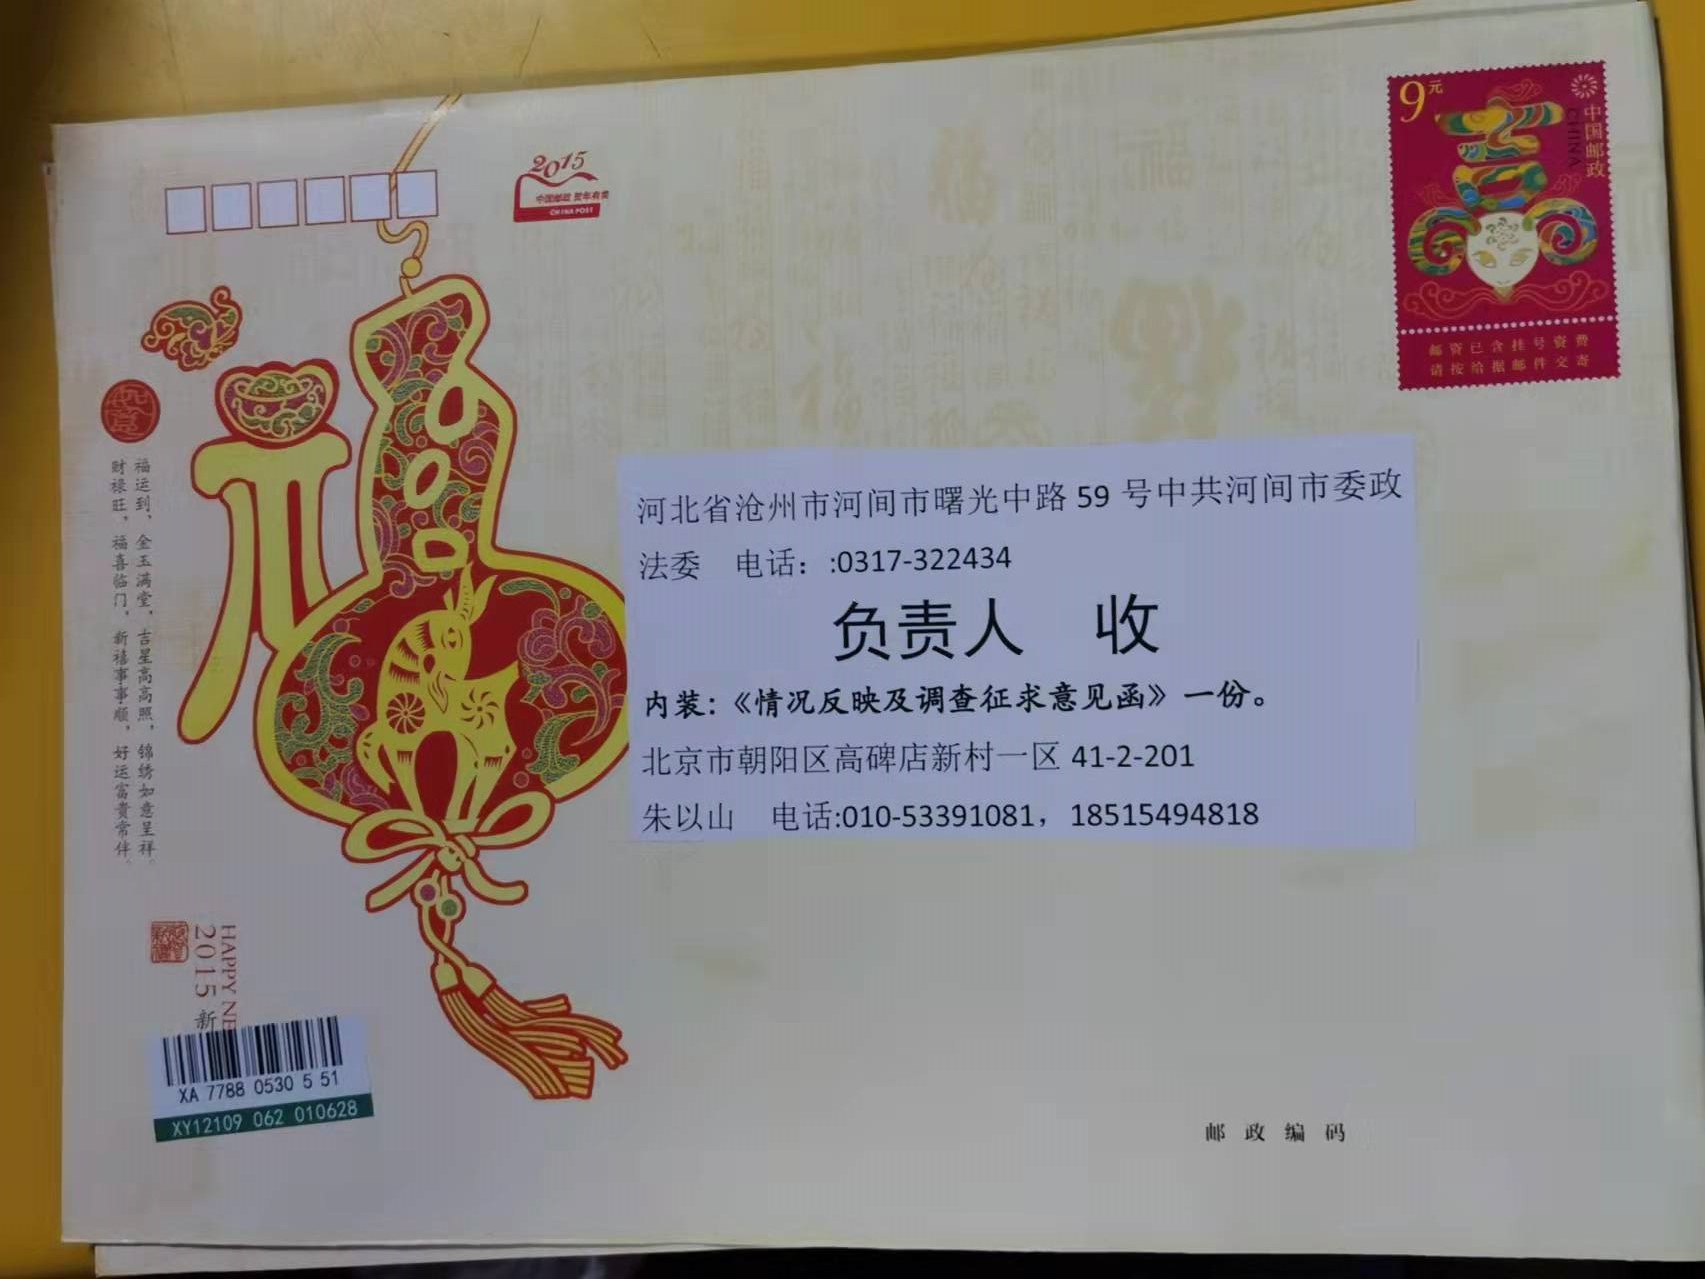 2015
中国邮政 贺年有奖
CHINA POST
9元
中国邮政
CHINA
邮资已含挂号资费
请按给据邮件交寄
福
如意
福运到，金玉满堂，吉星高高照，锦绣如意呈祥。
财禄旺，福喜临门，新禧事事顺，好运富贵常伴。
河北省沧州市河间市曙光中路 59 号中共河间市委政
法委 电话：:0317-322434
负责人 收
内装：《情况反映及调查征求意见函》一份。
北京市朝阳区高碑店新村一区 41-2-201
朱以山 电话:010-53391081，18515494818
HAPPY NE
2015 新
XA 7788 0530 5 51
XY12109 062 010628
邮政编码